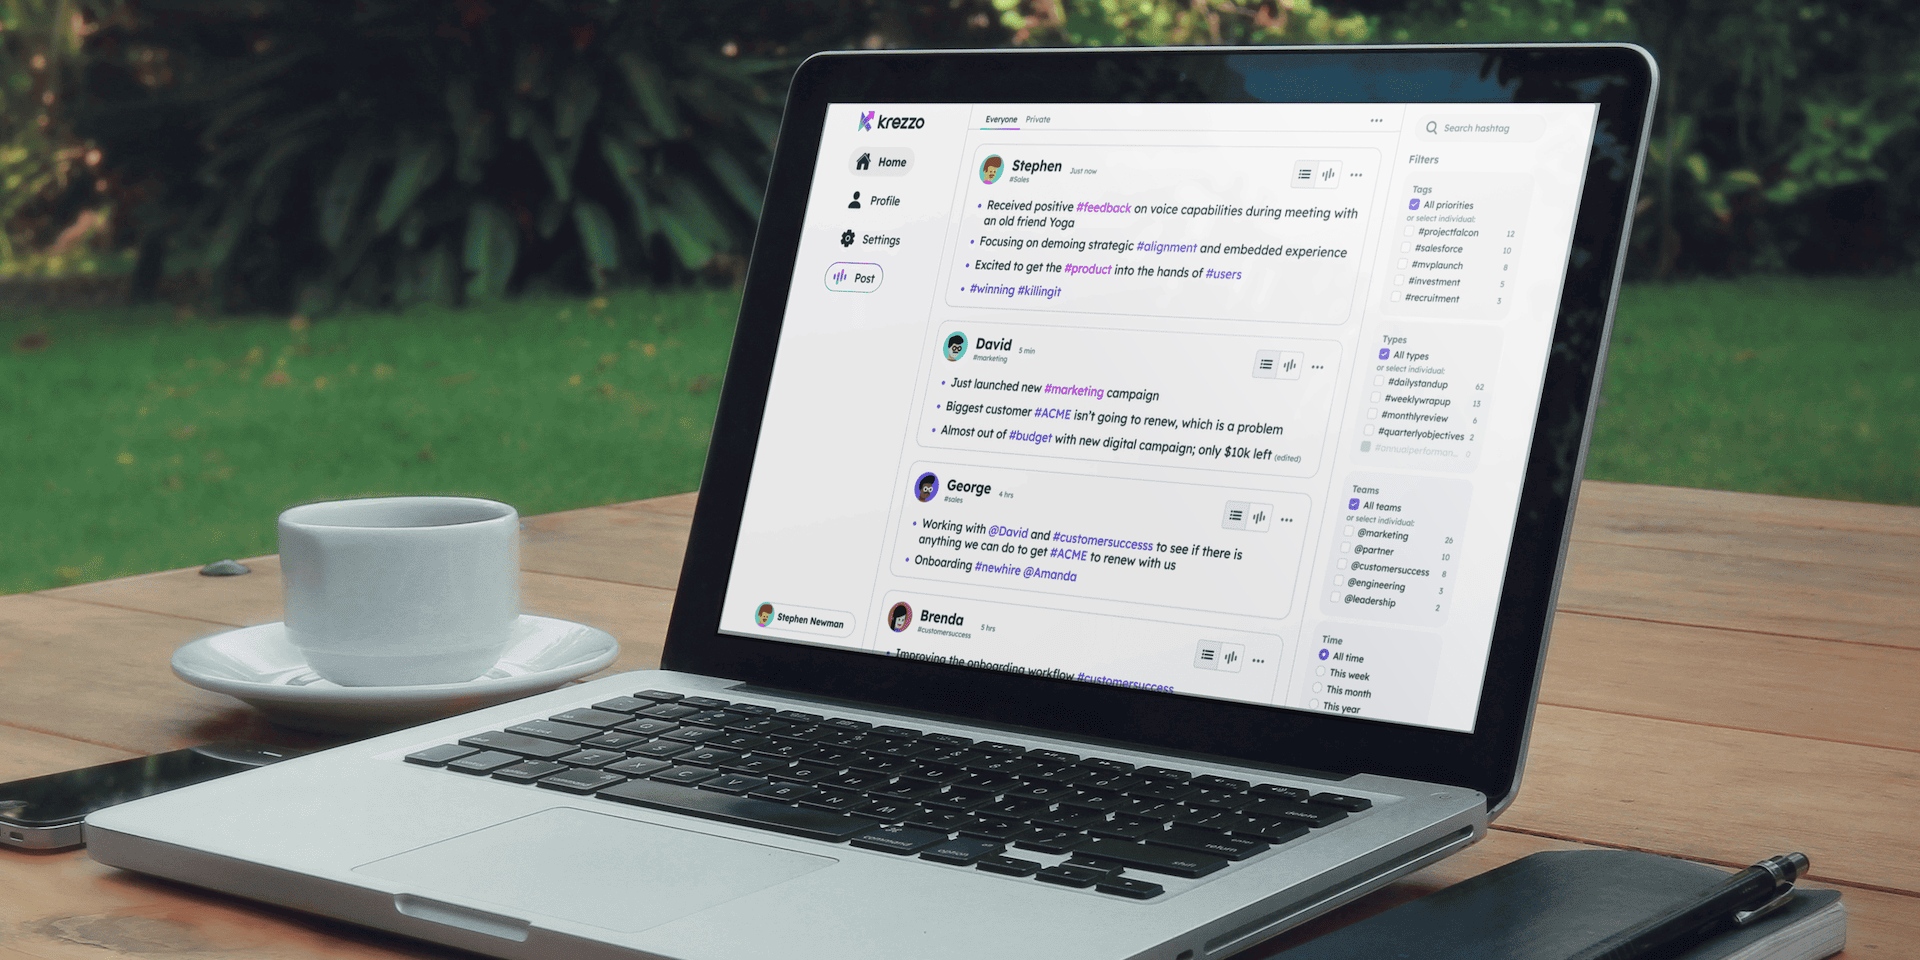 krezzo
Home
Profile
Settings
Post
Stephen Newman
Everyone Private
Stephen Just now
#Sales
Received positive #feedback on voice capabilities during meeting with
an old friend Yoga
Focusing on demoing strategic #alignment and embedded experience
Excited to get the #product into the hands of #users
#winning #killingit
David 5 min
#marketing
Just launched new #marketing campaign
Biggest customer #ACME isn't going to renew, which is a problem
Almost out of #budget with new digital campaign; only $10k left (edited)
George 4 hrs
#sales
Working with @David and #customersuccesss to see if there is
anything we can do to get #ACME to renew with us
Onboarding #newhire @Amanda
Brenda 5 hrs
#customersuccess
Improving the onboarding workflow #customersuccess
Search hashtag
Filters
Tags
All priorities
or select individual:
#projectfalcon 12
#salesforce 10
#mvplaunch 8
#investment 5
#recruitment 3
Types
All types
or select individual:
#dailystandup 62
#weeklywrapup 13
#monthlyreview 6
#quarterlyobjectives 2
#annualperforman... 0
Teams
All teams
or select individual:
@marketing 26
@partner 10
@customersuccess 8
@engineering 3
@leadership 2
Time
All time
This week
This month
This year
delete
return
shift
command
option